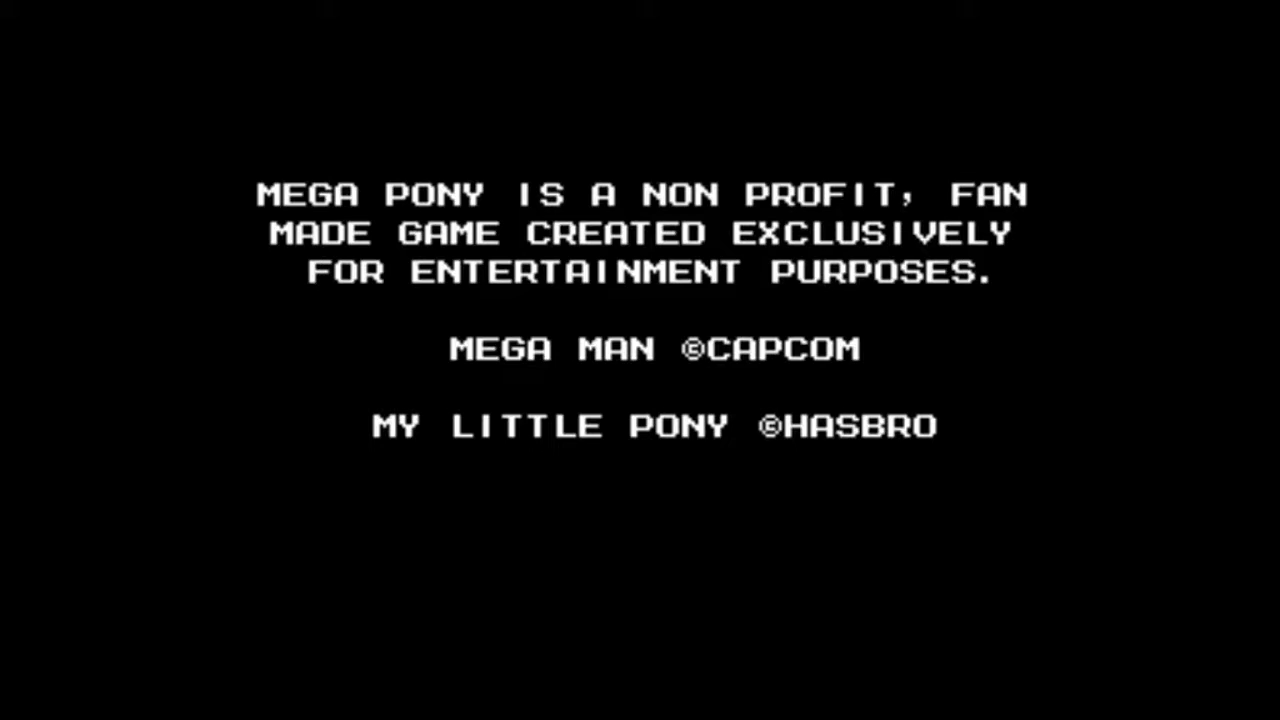 MEGA PONY IS A NON PROFIT, FAN
MADE GAME CREATED EXCLUSIVELY
FOR ENTERTAINMENT PURPOSES.
MEGA MAN ©CAPCOM
MY LITTLE PONY ©HASBRO